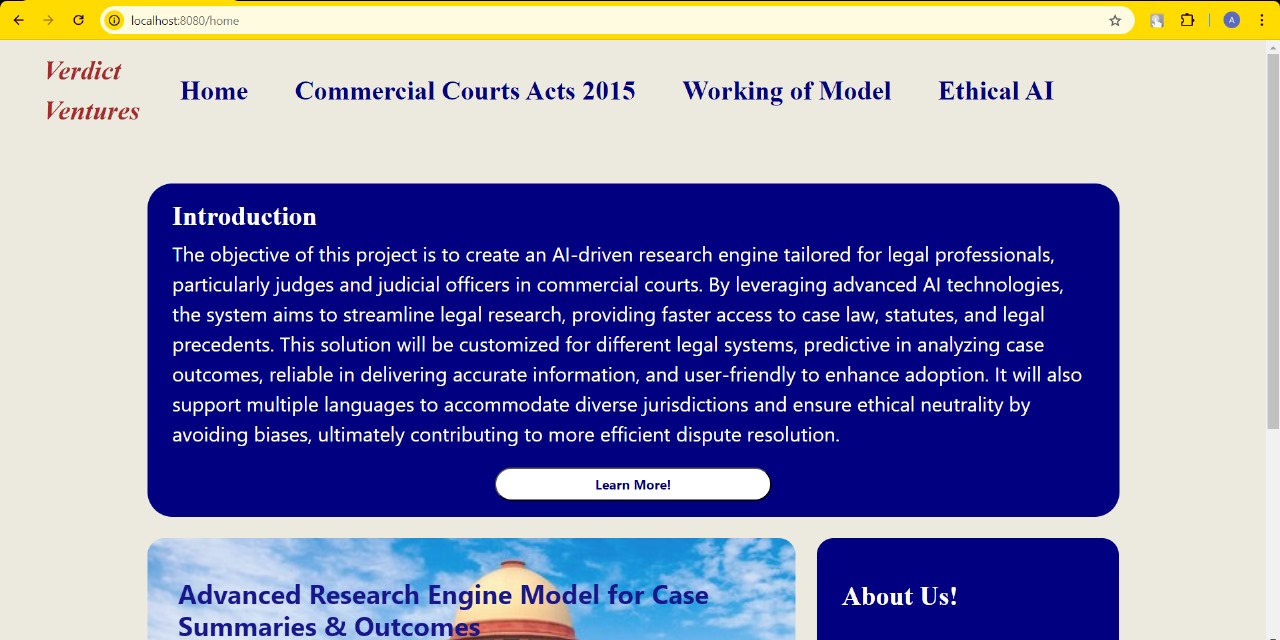 localhost:8080/home
A
Verdict
Ventures
Home Commercial Courts Acts 2015 Working of Model Ethical AI
Introduction
The objective of this project is to create an AI-driven research engine tailored for legal professionals,
particularly judges and judicial officers in commercial courts. By leveraging advanced AI technologies,
the system aims to streamline legal research, providing faster access to case law, statutes, and legal
precedents. This solution will be customized for different legal systems, predictive in analyzing case
outcomes, reliable in delivering accurate information, and user-friendly to enhance adoption. It will also
support multiple languages to accommodate diverse jurisdictions and ensure ethical neutrality by
avoiding biases, ultimately contributing to more efficient dispute resolution.
Learn More!
Advanced Research Engine Model for Case
Summaries & Outcomes
About Us!